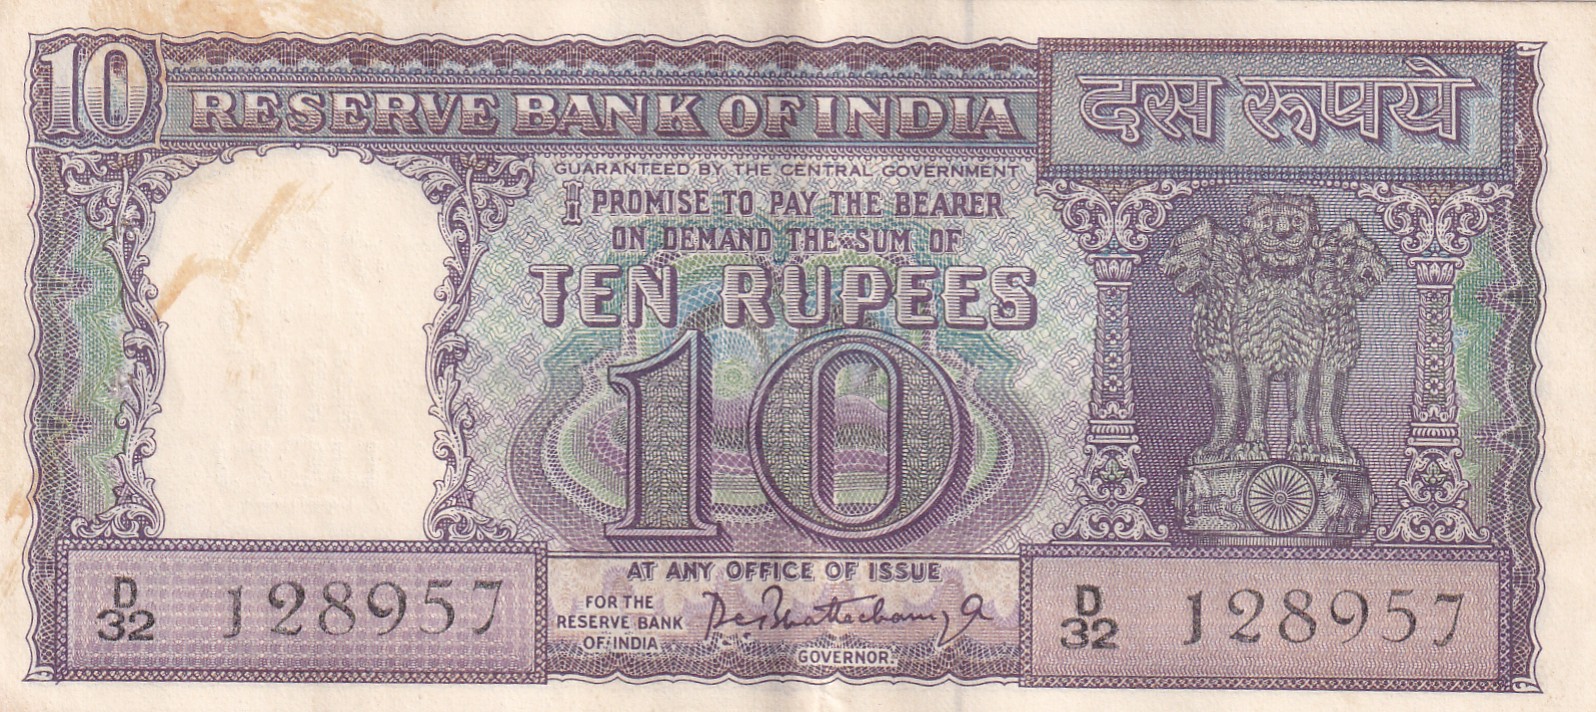 10
RESERVE BANK OF INDIA
दस रूपये
GUARANTEED BY THE CENTRAL GOVERNMENT
I PROMISE TO PAY THE BEARER
ON DEMAND THE SUM OF
TEN RUPEES
10
AT ANY OFFICE OF ISSUE
FOR THE
RESERVE BANK
OF INDIA
P C Bhattacharyya
GOVERNOR.
D/32 128957
D/32 128957